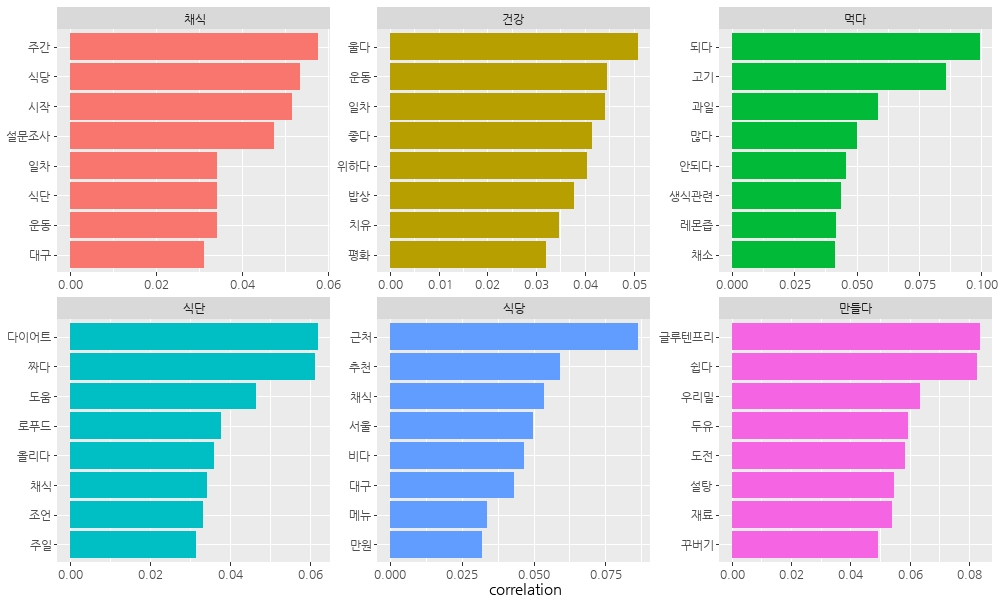 채식
주간
식당
시작
설문조사
일차
식단
운동
대구
0.00 0.02 0.04 0.06
건강
울다
운동
일차
좋다
위하다
밥상
치유
평화
0.00 0.01 0.02 0.03 0.04 0.05
먹다
되다
고기
과일
많다
안되다
생식관련
레몬즙
채소
0.000 0.025 0.050 0.075 0.100
식단
다이어트
짜다
도움
로푸드
올리다
채식
조언
주일
0.00 0.02 0.04 0.06
식당
근처
추천
채식
서울
비다
대구
메뉴
만원
0.000 0.025 0.050 0.075
만들다
글루텐프리
쉽다
우리밀
두유
도전
설탕
재료
꾸버기
0.00 0.02 0.04 0.06 0.08
correlation